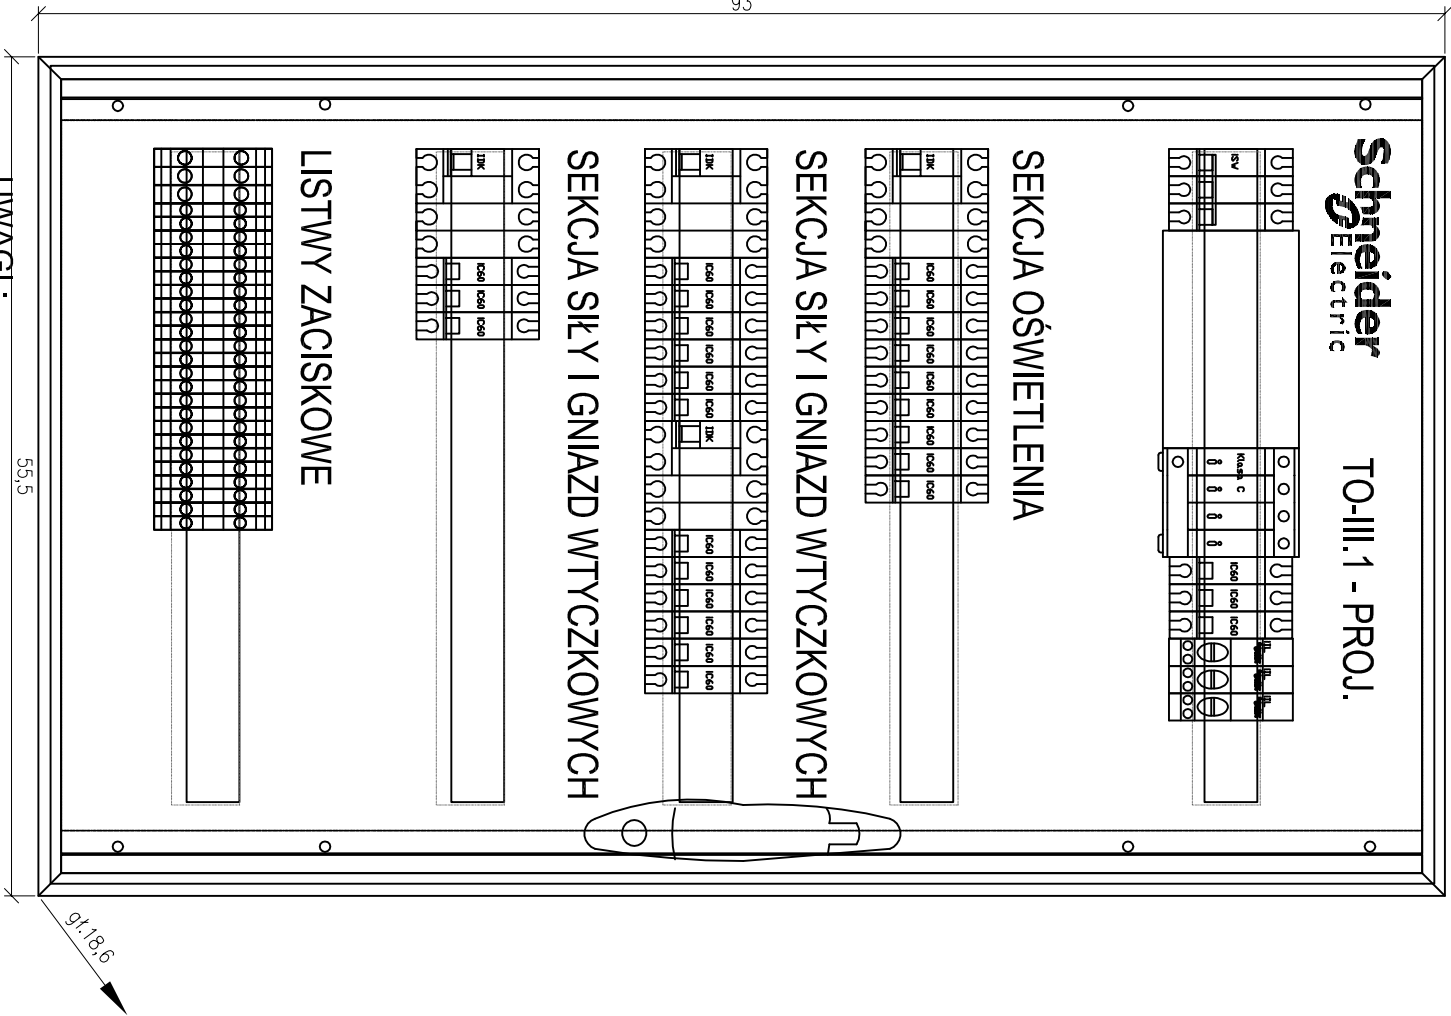 93
Schneider
Electric
TO-III.1 - PROJ.
ISW Klasa C IC60 IC60 IC60
SEKCJA OŚWIETLENIA
IDK IC60 IC60 IC60 IC60 IC60 IC60 IC60 IC60 IC60
SEKCJA SIŁY I GNIAZD WTYCZKOWYCH
IDK IC60 IC60 IC60 IC60 IC60 IC60 IDK IC60 IC60 IC60 IC60 IC60 IC60
SEKCJA SIŁY I GNIAZD WTYCZKOWYCH
IDK IC60 IC60 IC60
LISTWY ZACISKOWE
55,5
gł.18,6
UWAGI :